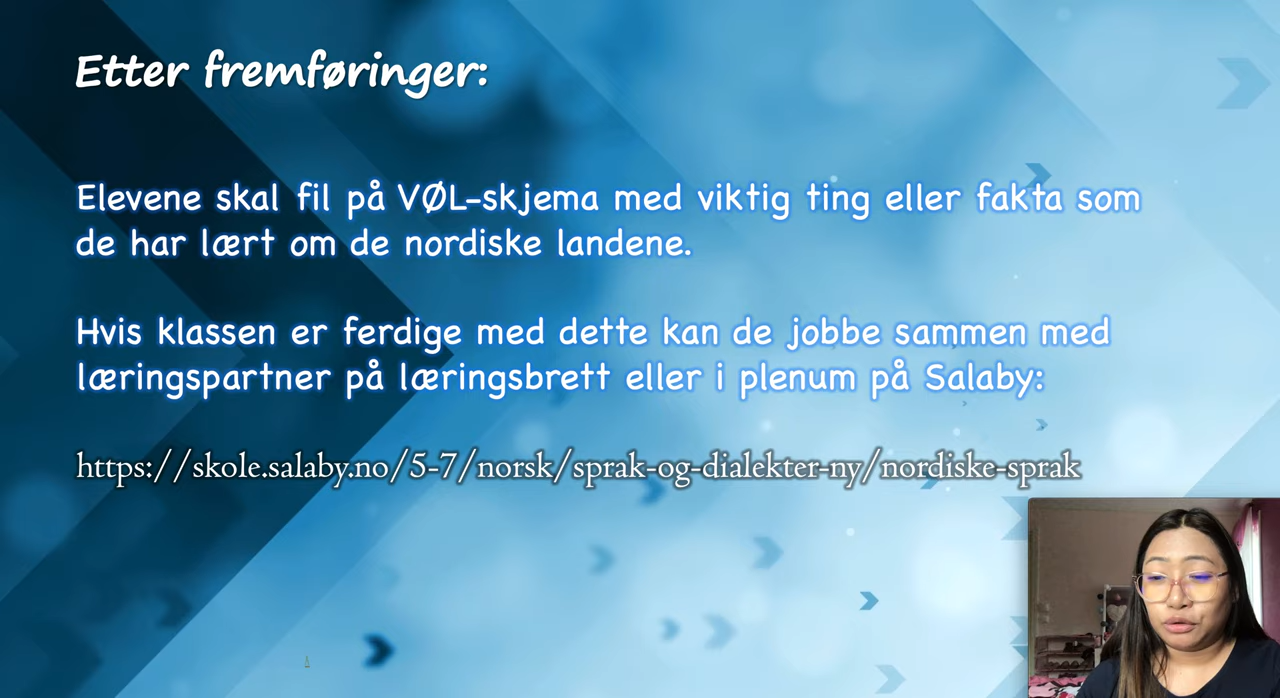 Etter fremføringer:
Elevene skal fil på VØL-skjema med viktig ting eller fakta som
de har lært om de nordiske landene.
Hvis klassen er ferdige med dette kan de jobbe sammen med
læringspartner på læringsbrett eller i plenum på Salaby:
https://skole.salaby.no/5-7/norsk/sprak-og-dialekter-ny/nordiske-sprak